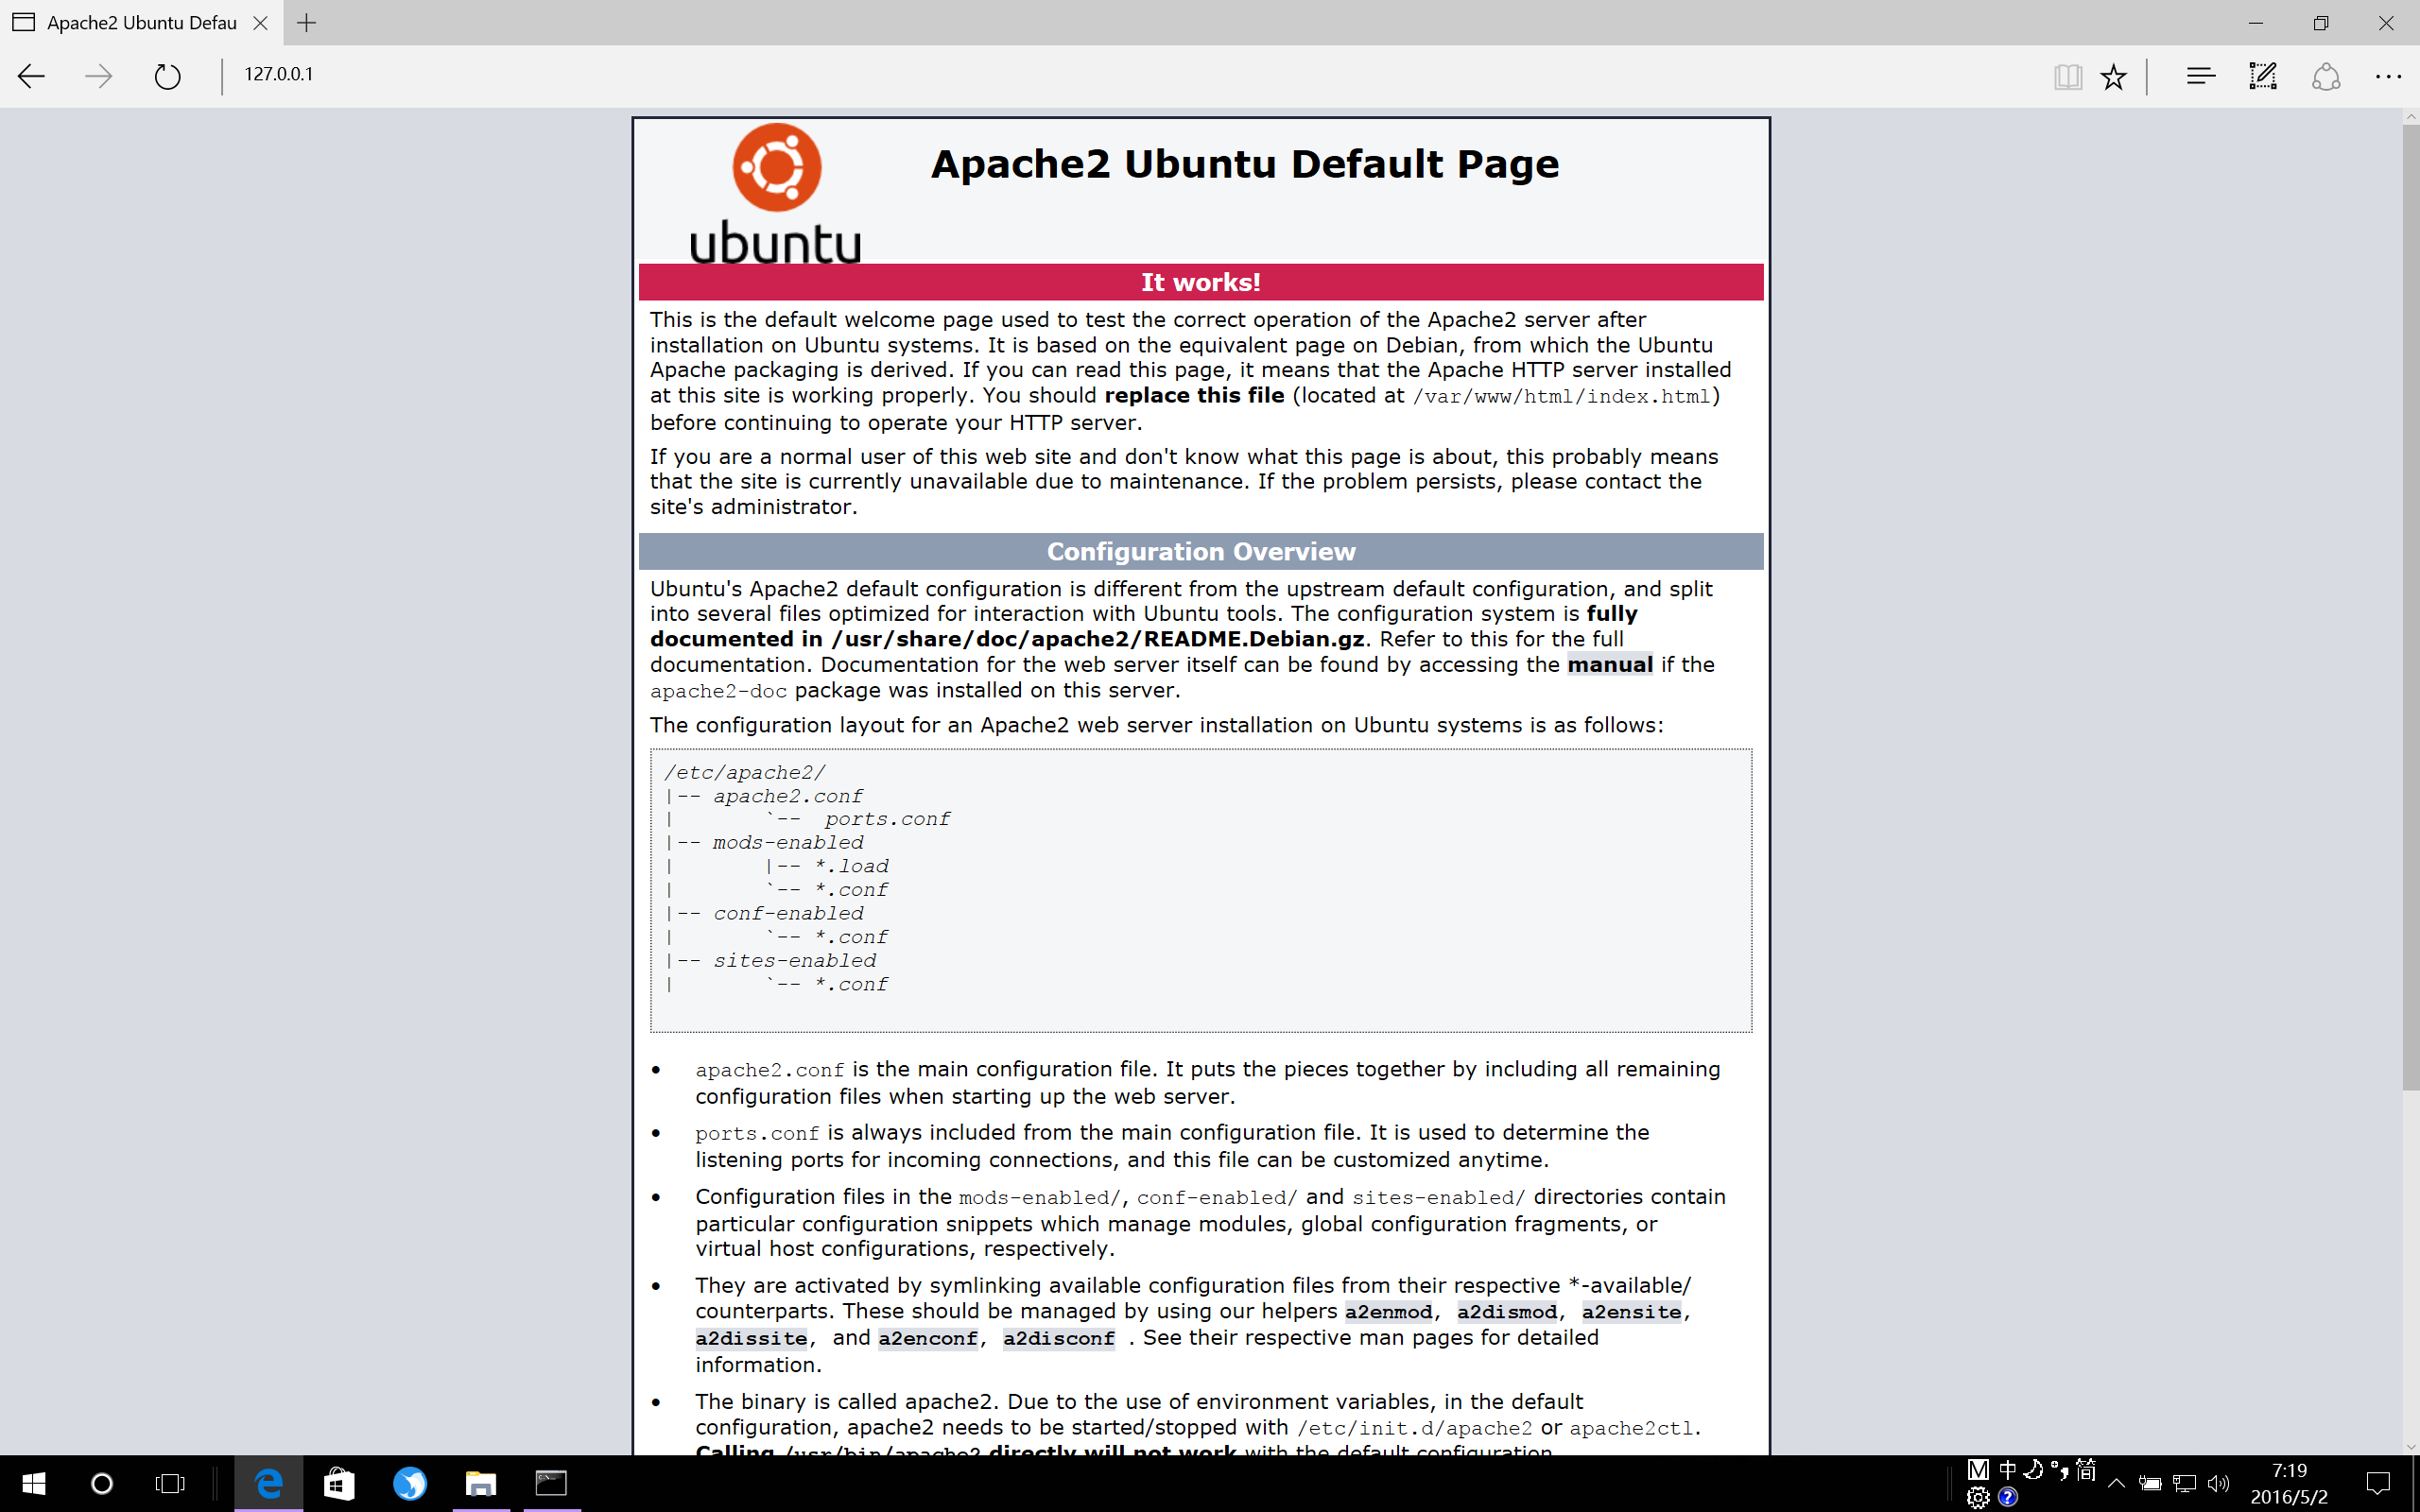 Apache2 Ubuntu Defau
127.0.0.1
ubuntu
Apache2 Ubuntu Default Page
It works!
This is the default welcome page used to test the correct operation of the Apache2 server after
installation on Ubuntu systems. It is based on the equivalent page on Debian, from which the Ubuntu
Apache packaging is derived. If you can read this page, it means that the Apache HTTP server installed
at this site is working properly. You should replace this file (located at /var/www/html/index.html)
before continuing to operate your HTTP server.
If you are a normal user of this web site and don't know what this page is about, this probably means
that the site is currently unavailable due to maintenance. If the problem persists, please contact the
site's administrator.
Configuration Overview
Ubuntu's Apache2 default configuration is different from the upstream default configuration, and split
into several files optimized for interaction with Ubuntu tools. The configuration system is fully
documented in /usr/share/doc/apache2/README.Debian.gz. Refer to this for the full
documentation. Documentation for the web server itself can be found by accessing the manual if the
apache2-doc package was installed on this server.
The configuration layout for an Apache2 web server installation on Ubuntu systems is as follows:
/etc/apache2/
|-- apache2.conf
|       `--  ports.conf
|-- mods-enabled
|       |-- *.load
|       `-- *.conf
|-- conf-enabled
|       `-- *.conf
|-- sites-enabled
|       `-- *.conf
• apache2.conf is the main configuration file. It puts the pieces together by including all remaining
configuration files when starting up the web server.
• ports.conf is always included from the main configuration file. It is used to determine the
listening ports for incoming connections, and this file can be customized anytime.
• Configuration files in the mods-enabled/, conf-enabled/ and sites-enabled/ directories contain
particular configuration snippets which manage modules, global configuration fragments, or
virtual host configurations, respectively.
• They are activated by symlinking available configuration files from their respective *-available/
counterparts. These should be managed by using our helpers a2enmod, a2dismod, a2ensite,
a2dissite, and a2enconf, a2disconf . See their respective man pages for detailed
information.
• The binary is called apache2. Due to the use of environment variables, in the default
configuration, apache2 needs to be started/stopped with /etc/init.d/apache2 or apache2ctl.
Calling /usr/bin/apache2 directly will not work with the default configuration.
M 中 简
7:19
2016/5/2